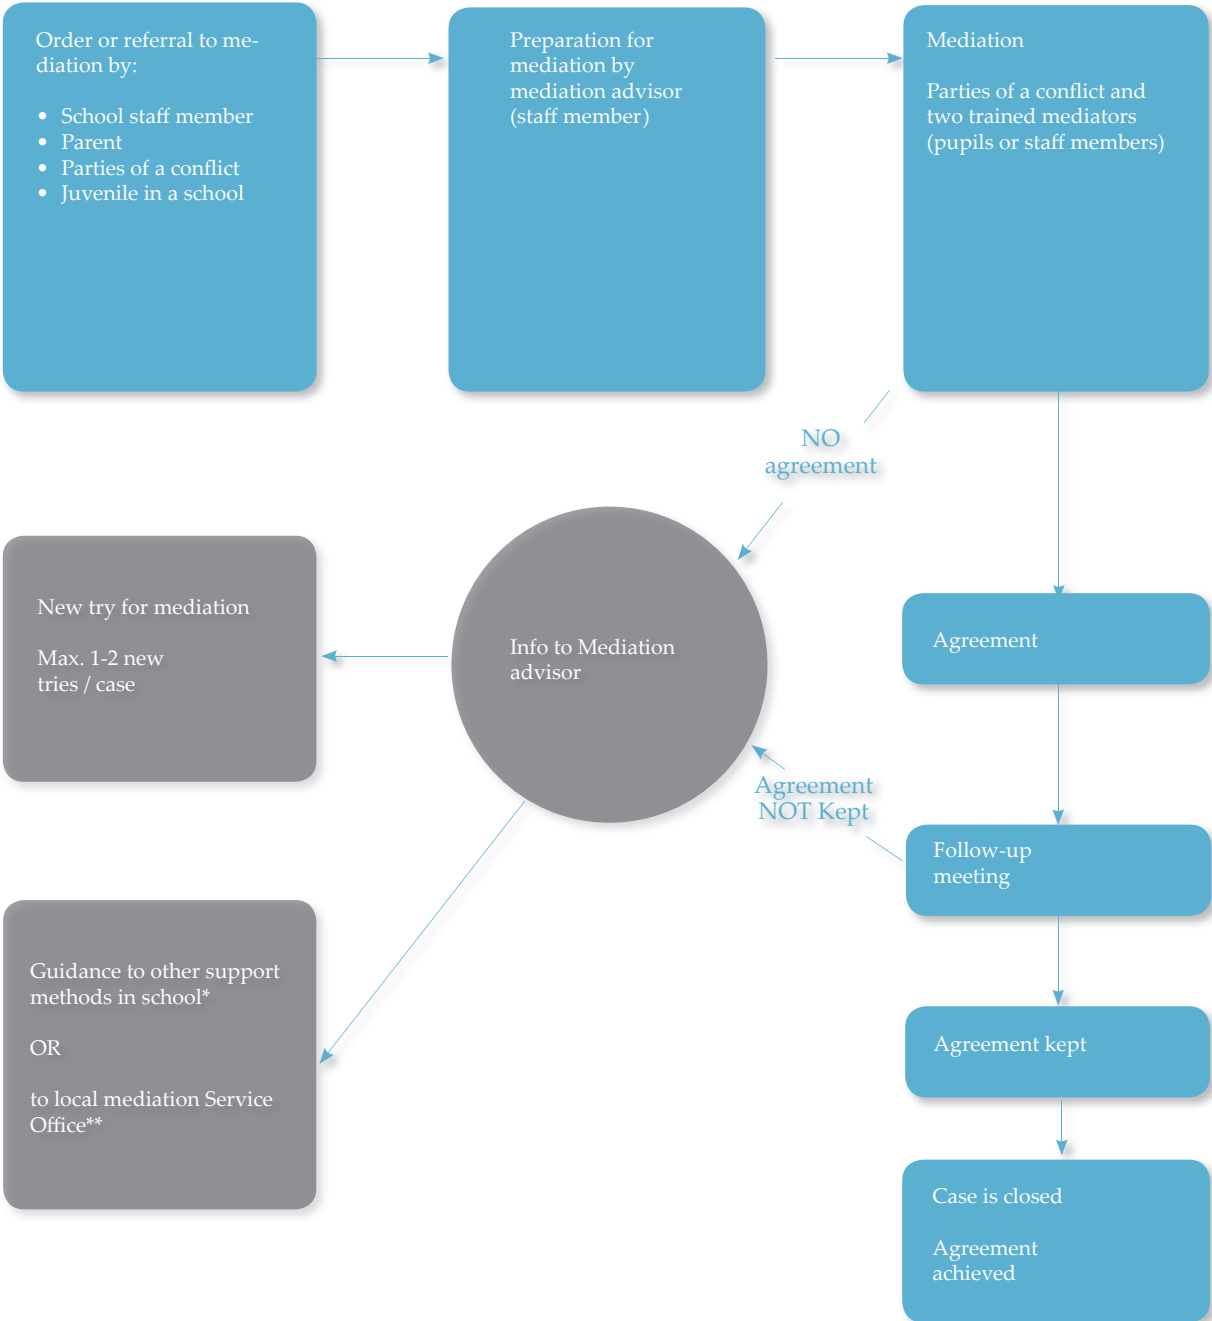 Order or referral to me-
diation by:
• School staff member
• Parent
• Parties of a conflict
• Juvenile in a school
Preparation for
mediation by
mediation advisor
(staff member)
Mediation
Parties of a conflict and
two trained mediators
(pupils or staff members)
NO
agreement
New try for mediation
Max. 1-2 new
tries / case
Info to Mediation
advisor
Agreement
Agreement
NOT Kept
Follow-up
meeting
Guidance to other support
methods in school*
OR
to local mediation Service
Office**
Agreement kept
Case is closed
Agreement
achieved